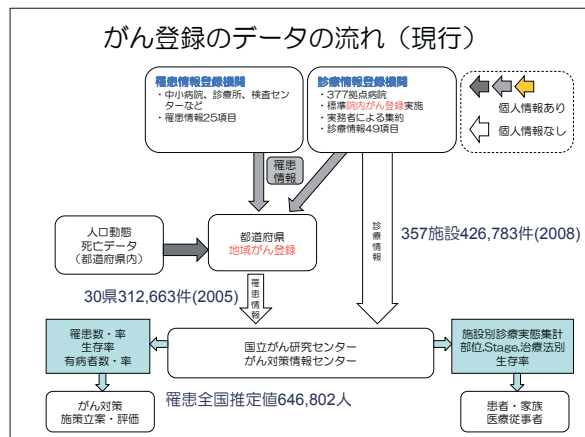 がん登録のデータの流れ（現行）
罹患情報登録機関
・中小病院、診療所、検査セン
ターなど
・罹患情報25項目
診療情報登録機関
・377拠点病院
・標準院内がん登録実施
・実務者による集約
・診療情報49項目
個人情報あり
個人情報なし
罹患
情報
人口動態
死亡データ
（都道府県内）
都道府県
地域がん登録
診療情報
357施設426,783件(2008)
30県312,663件(2005)
罹患情報
罹患数・率
生存率
有病者数・率
国立がん研究センター
がん対策情報センター
施設別診療実態集計
部位,Stage,治療法別
生存率
がん対策
施策立案・評価
罹患全国推定値646,802人
患者・家族
医療従事者